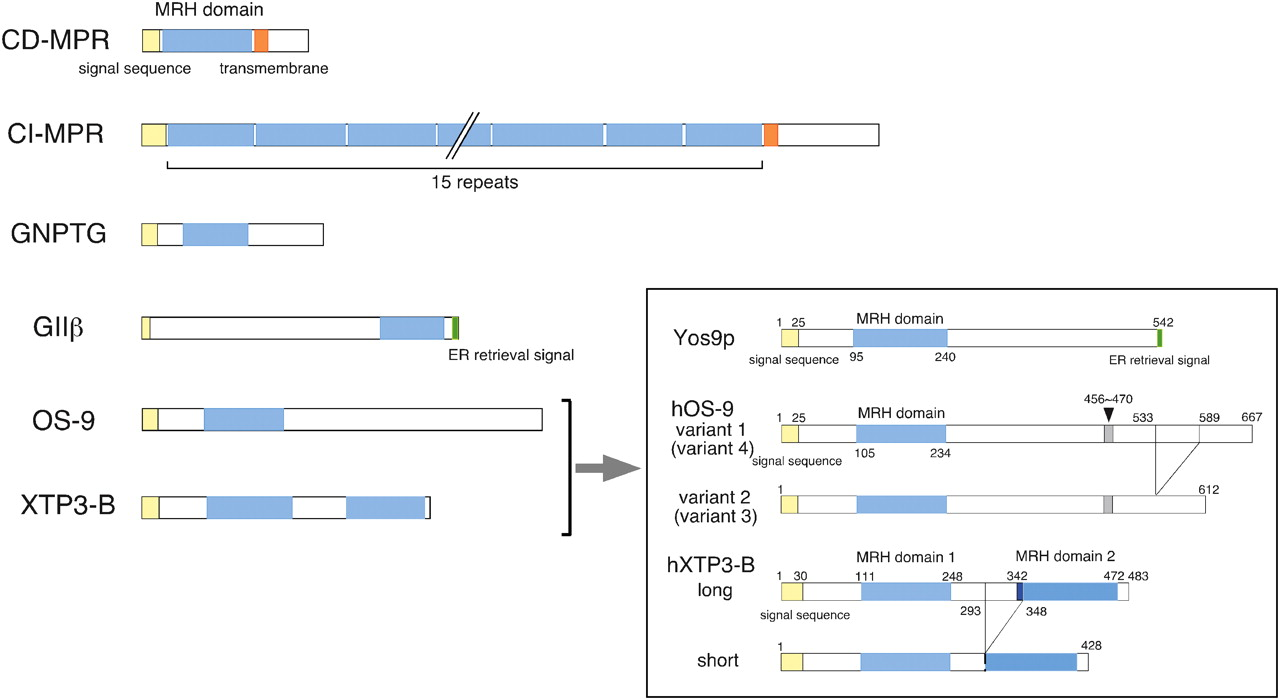 MRH domain
CD-MPR
signal sequence transmembrane
CI-MPR
15 repeats
GNPTG
GIIβ
ER retrieval signal
OS-9
XTP3-B
1 25 MRH domain 542
Yos9p
signal sequence 95 240 ER retrieval signal
456~470
hOS-9
1 25 MRH domain 533 589 667
variant 1
(variant 4)
signal sequence 105 234
1 612
variant 2
(variant 3)
MRH domain 1 MRH domain 2
hXTP3-B
1 30 111 248 342 472 483
long
signal sequence 293 348
1 428
short